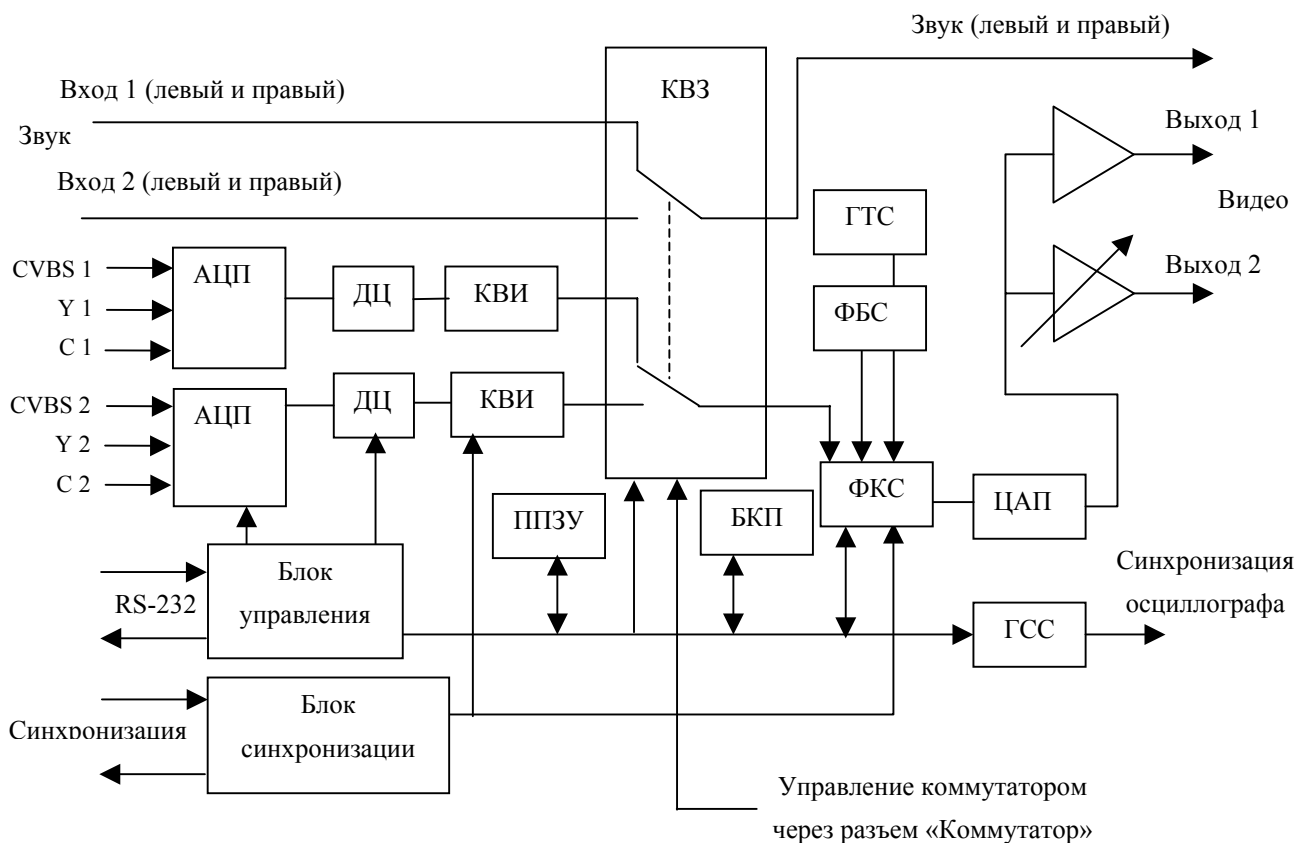 Звук (левый и правый)
Вход 1 (левый и правый)
КВЗ
Звук
Выход 1
Вход 2 (левый и правый)
Видео
ГТС
CVBS 1
АЦП
Выход 2
ДЦ
КВИ
ФБС
Y 1
C 1
CVBS 2
АЦП
ДЦ
КВИ
Y 2
C 2
ФКС
ЦАП
ППЗУ
БКП
Блок
управления
RS-232
Синхронизация
осциллографа
ГСС
Блок
синхронизации
Синхронизация
Управление коммутатором
через разъем «Коммутатор»